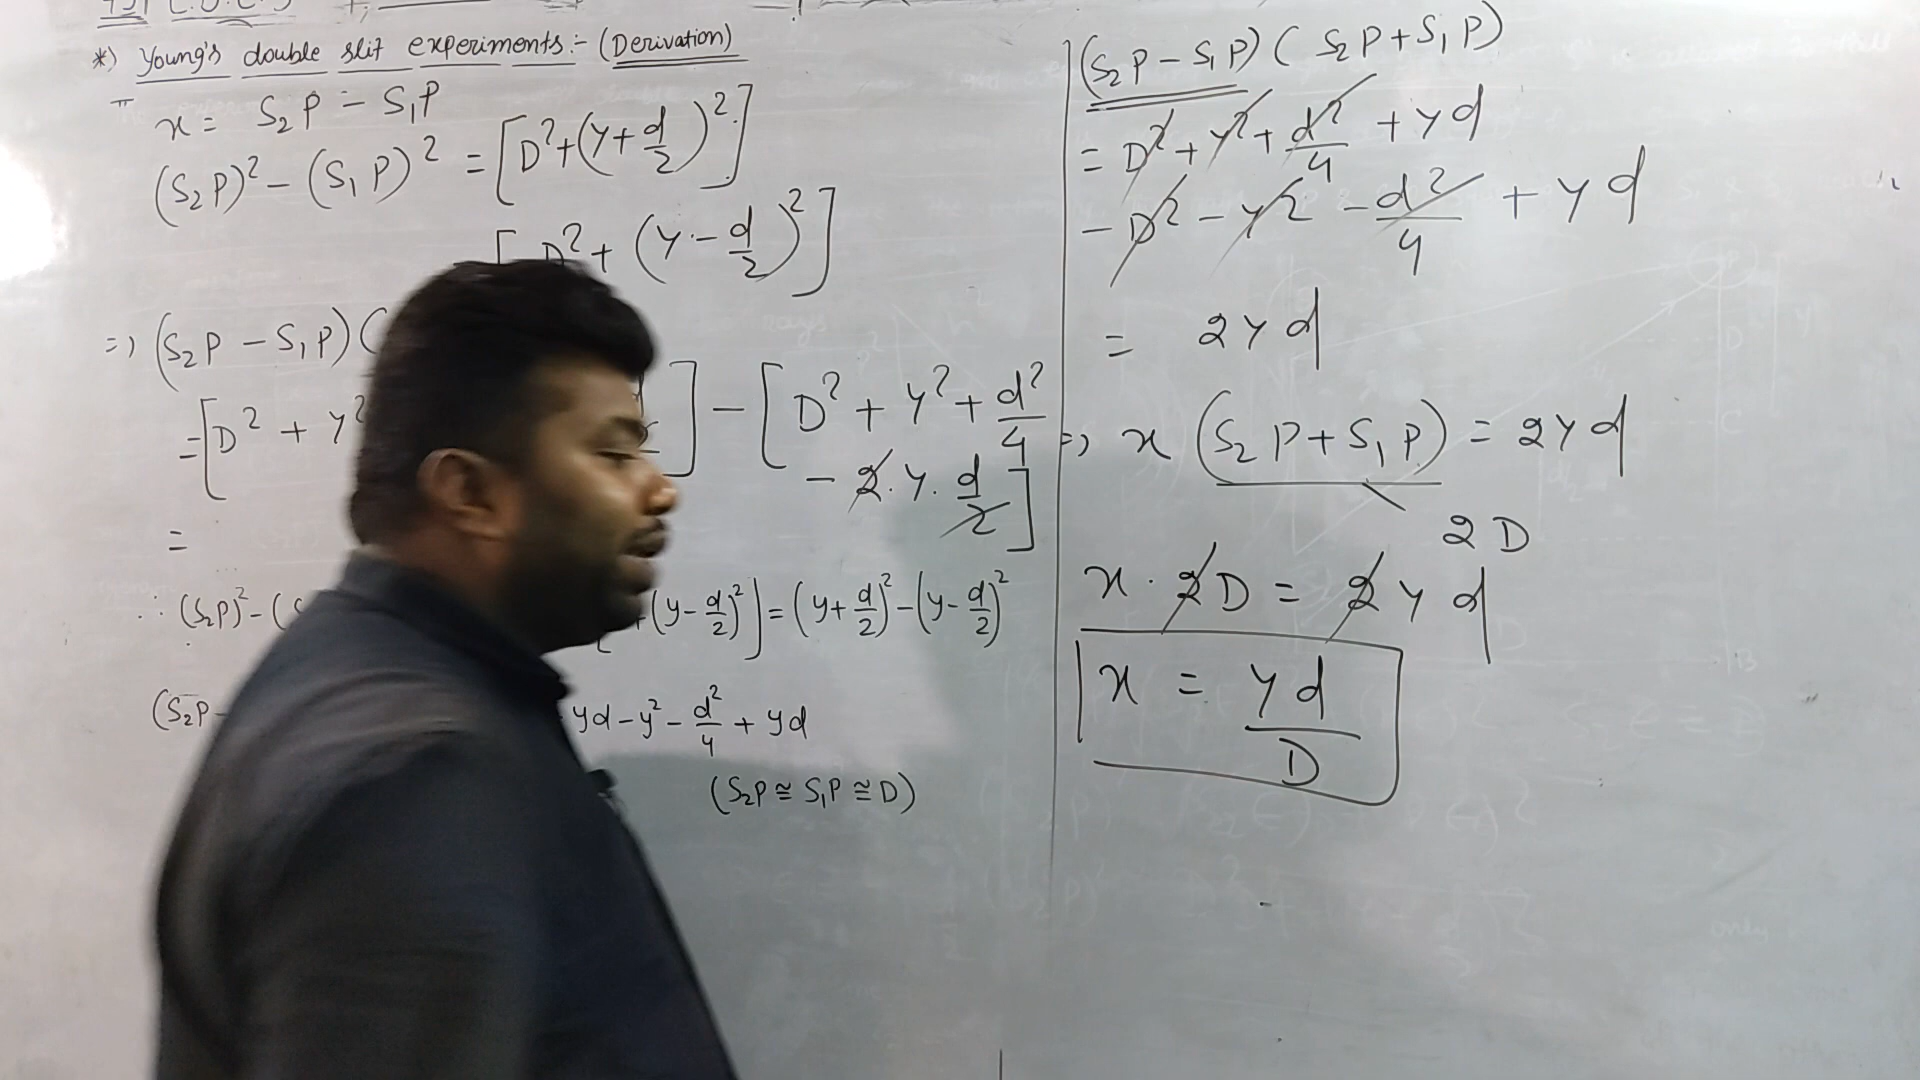 *) Young's double slit experiments:- (Derivation)
x = S₂P - S₁P
(S₂P)² - (S₁P)² = [D² + (y + d/2)²]
[D² + (y - d/2)²]
=) (S₂P - S₁P)(
= [D² + y² ] - [D² + y² + d²/4
- 2.y.d/2]
=
∴ (S₂P)² - (S + (y - d/2)²] = (y + d/2)² - (y - d/2)²
(S₂P - yd - y² - d²/4 + yd
(S₂P ≅ S₁P ≅ D)
(S₂P - S₁P)(S₂P + S₁P)
= D² + y² + d²/4 + yd
- D² - y² - d²/4 + yd
= 2yd
=) x (S₂P + S₁P) = 2yd
2D
x . 2D = 2yd
x = yd/D